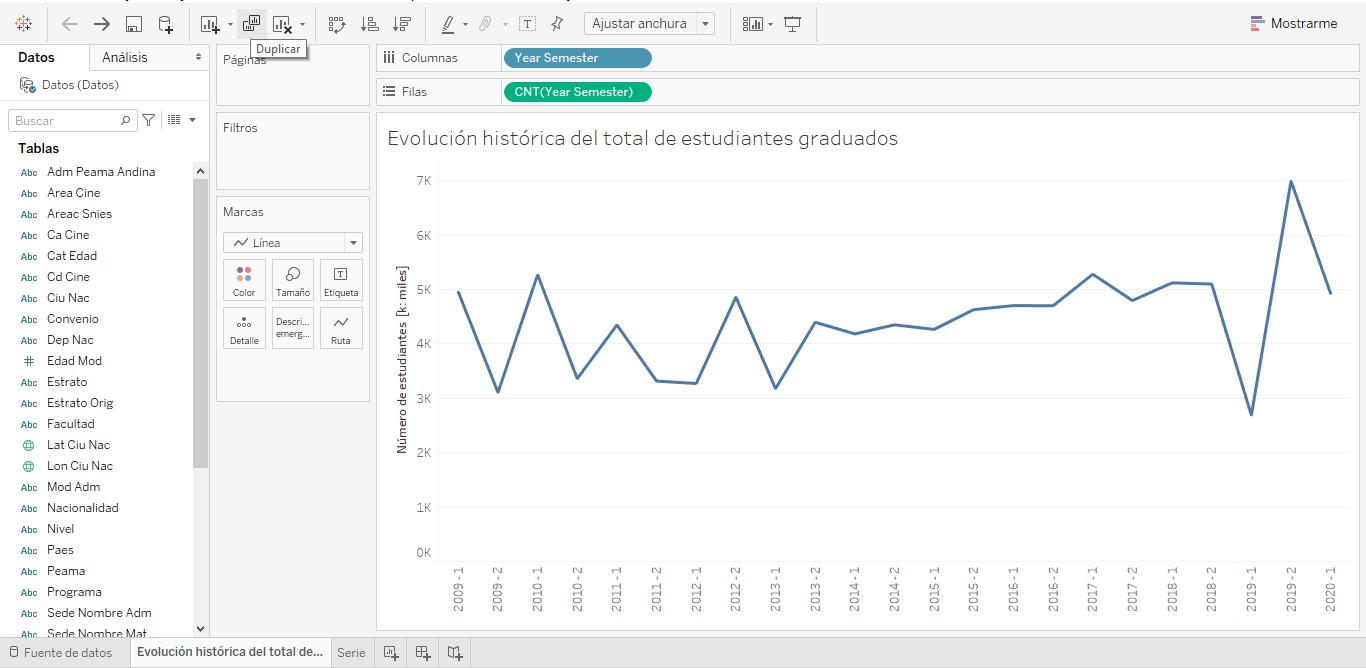 Ajustar anchura
Mostrarme
Duplicar
Datos
Análisis
Datos (Datos)
Buscar
Tablas
Abc Adm Peama Andina
Abc Area Cine
Abc Areac Snies
Abc Ca Cine
Abc Cat Edad
Abc Cd Cine
Abc Ciu Nac
Abc Convenio
Abc Dep Nac
# Edad Mod
Abc Estrato
Abc Estrato Orig
Abc Facultad
Lat Ciu Nac
Lon Ciu Nac
Abc Mod Adm
Abc Nacionalidad
Abc Nivel
Abc Paes
Abc Peama
Abc Programa
Abc Sede Nombre Adm
Abc Sede Nombre Mat
Páginas
Filtros
Marcas
Línea
Color
Tamaño
T
Etiqueta
Detalle
Descri...
emerg...
Ruta
Columnas
Year Semester
Filas
CNT(Year Semester)
Evolución histórica del total de estudiantes graduados
Número de estudiantes [k: miles]
7K
6K
5K
4K
3K
2K
1K
0K
2009 - 1
2009 - 2
2010 - 1
2010 - 2
2011 - 1
2011 - 2
2012 - 1
2012 - 2
2013 - 1
2013 - 2
2014 - 1
2014 - 2
2015 - 1
2015 - 2
2016 - 1
2016 - 2
2017 - 1
2017 - 2
2018 - 1
2018 - 2
2019 - 1
2019 - 2
2020 - 1
Fuente de datos
Evolución histórica del total de...
Serie